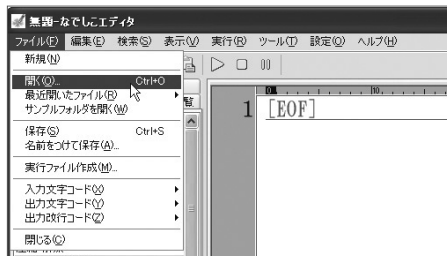 無題-なでしこエディタ
ファイル(F) 編集(E) 検索(S) 表示(V) 実行(R) ツール(T) 設定(O) ヘルプ(H)
新規(N)
開く(O)... Ctrl+O
最近開いたファイル(R)
サンプルフォルダを開く(W)
保存(S) Ctrl+S
名前をつけて保存(A)...
実行ファイル作成(M)...
入力文字コード(X)
出力文字コード(Y)
出力改行コード(Z)
閉じる(C)
覧
0 10
1 [EOF]